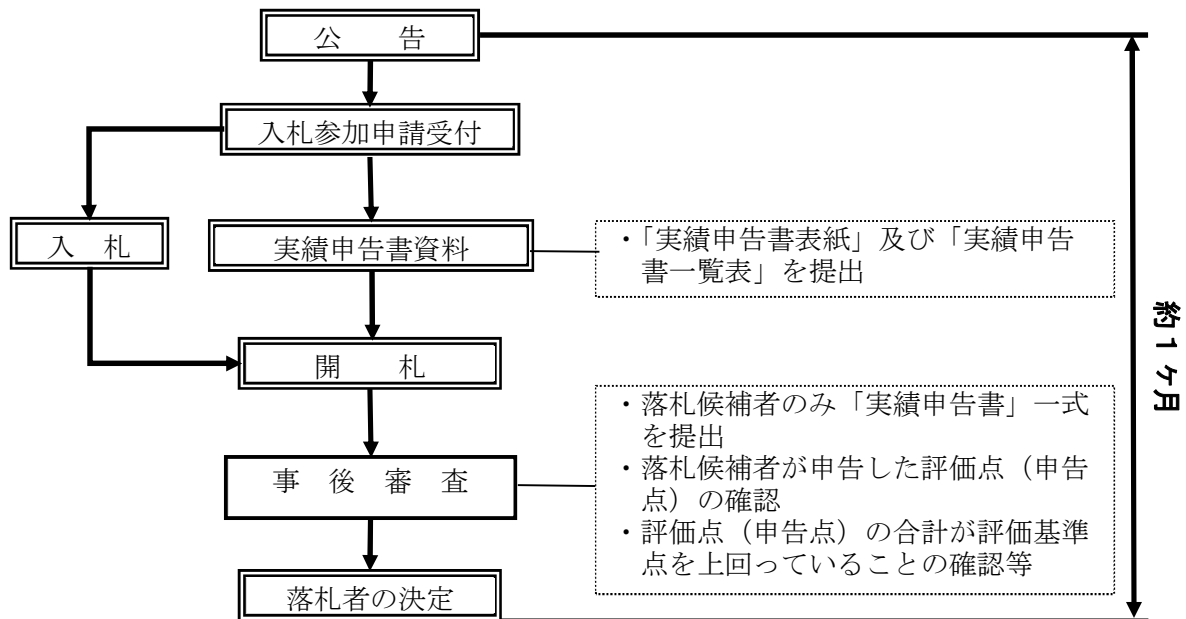 公　告
入札参加申請受付
入　札
実績申告書資料
・「実績申告書表紙」及び「実績申告
書一覧表」を提出
開　札
事　後　審　査
・落札候補者のみ「実績申告書」一式
を提出
・落札候補者が申告した評価点（申告
点）の確認
・評価点（申告点）の合計が評価基準
点を上回っていることの確認等
落札者の決定
約１ヶ月